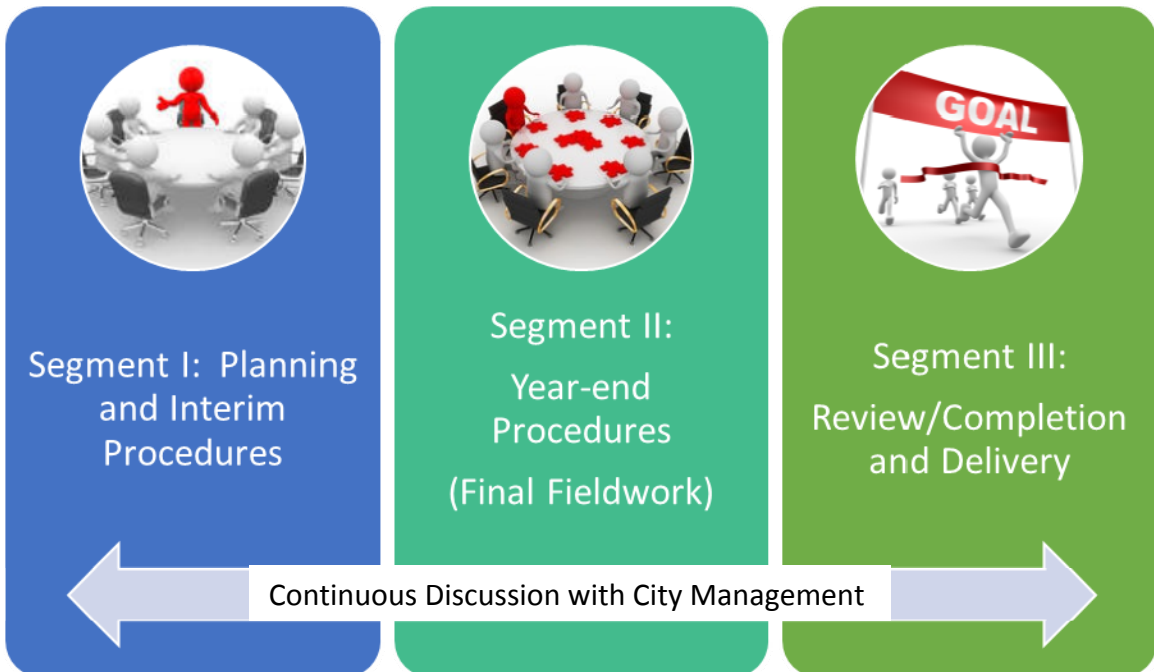 GOAL
Segment I: Planning
and Interim
Procedures
Segment II:
Year-end
Procedures
(Final Fieldwork)
Segment III:
Review/Completion
and Delivery
Continuous Discussion with City Management